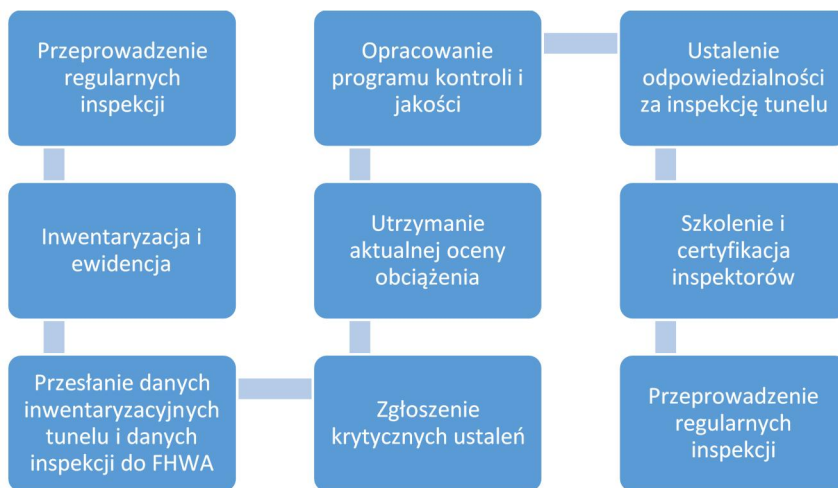 Przeprowadzenie
regularnych
inspekcji
Inwentaryzacja i
ewidencja
Przesłanie danych
inwentaryzacyjnych
tunelu i danych
inspekcji do FHWA
Zgłoszenie
krytycznych ustaleń
Utrzymanie
aktualnej oceny
obciążenia
Opracowanie
programu kontroli i
jakości
Ustalenie
odpowiedzialności
za inspekcję tunelu
Szkolenie i
certyfikacja
inspektorów
Przeprowadzenie
regularnych
inspekcji